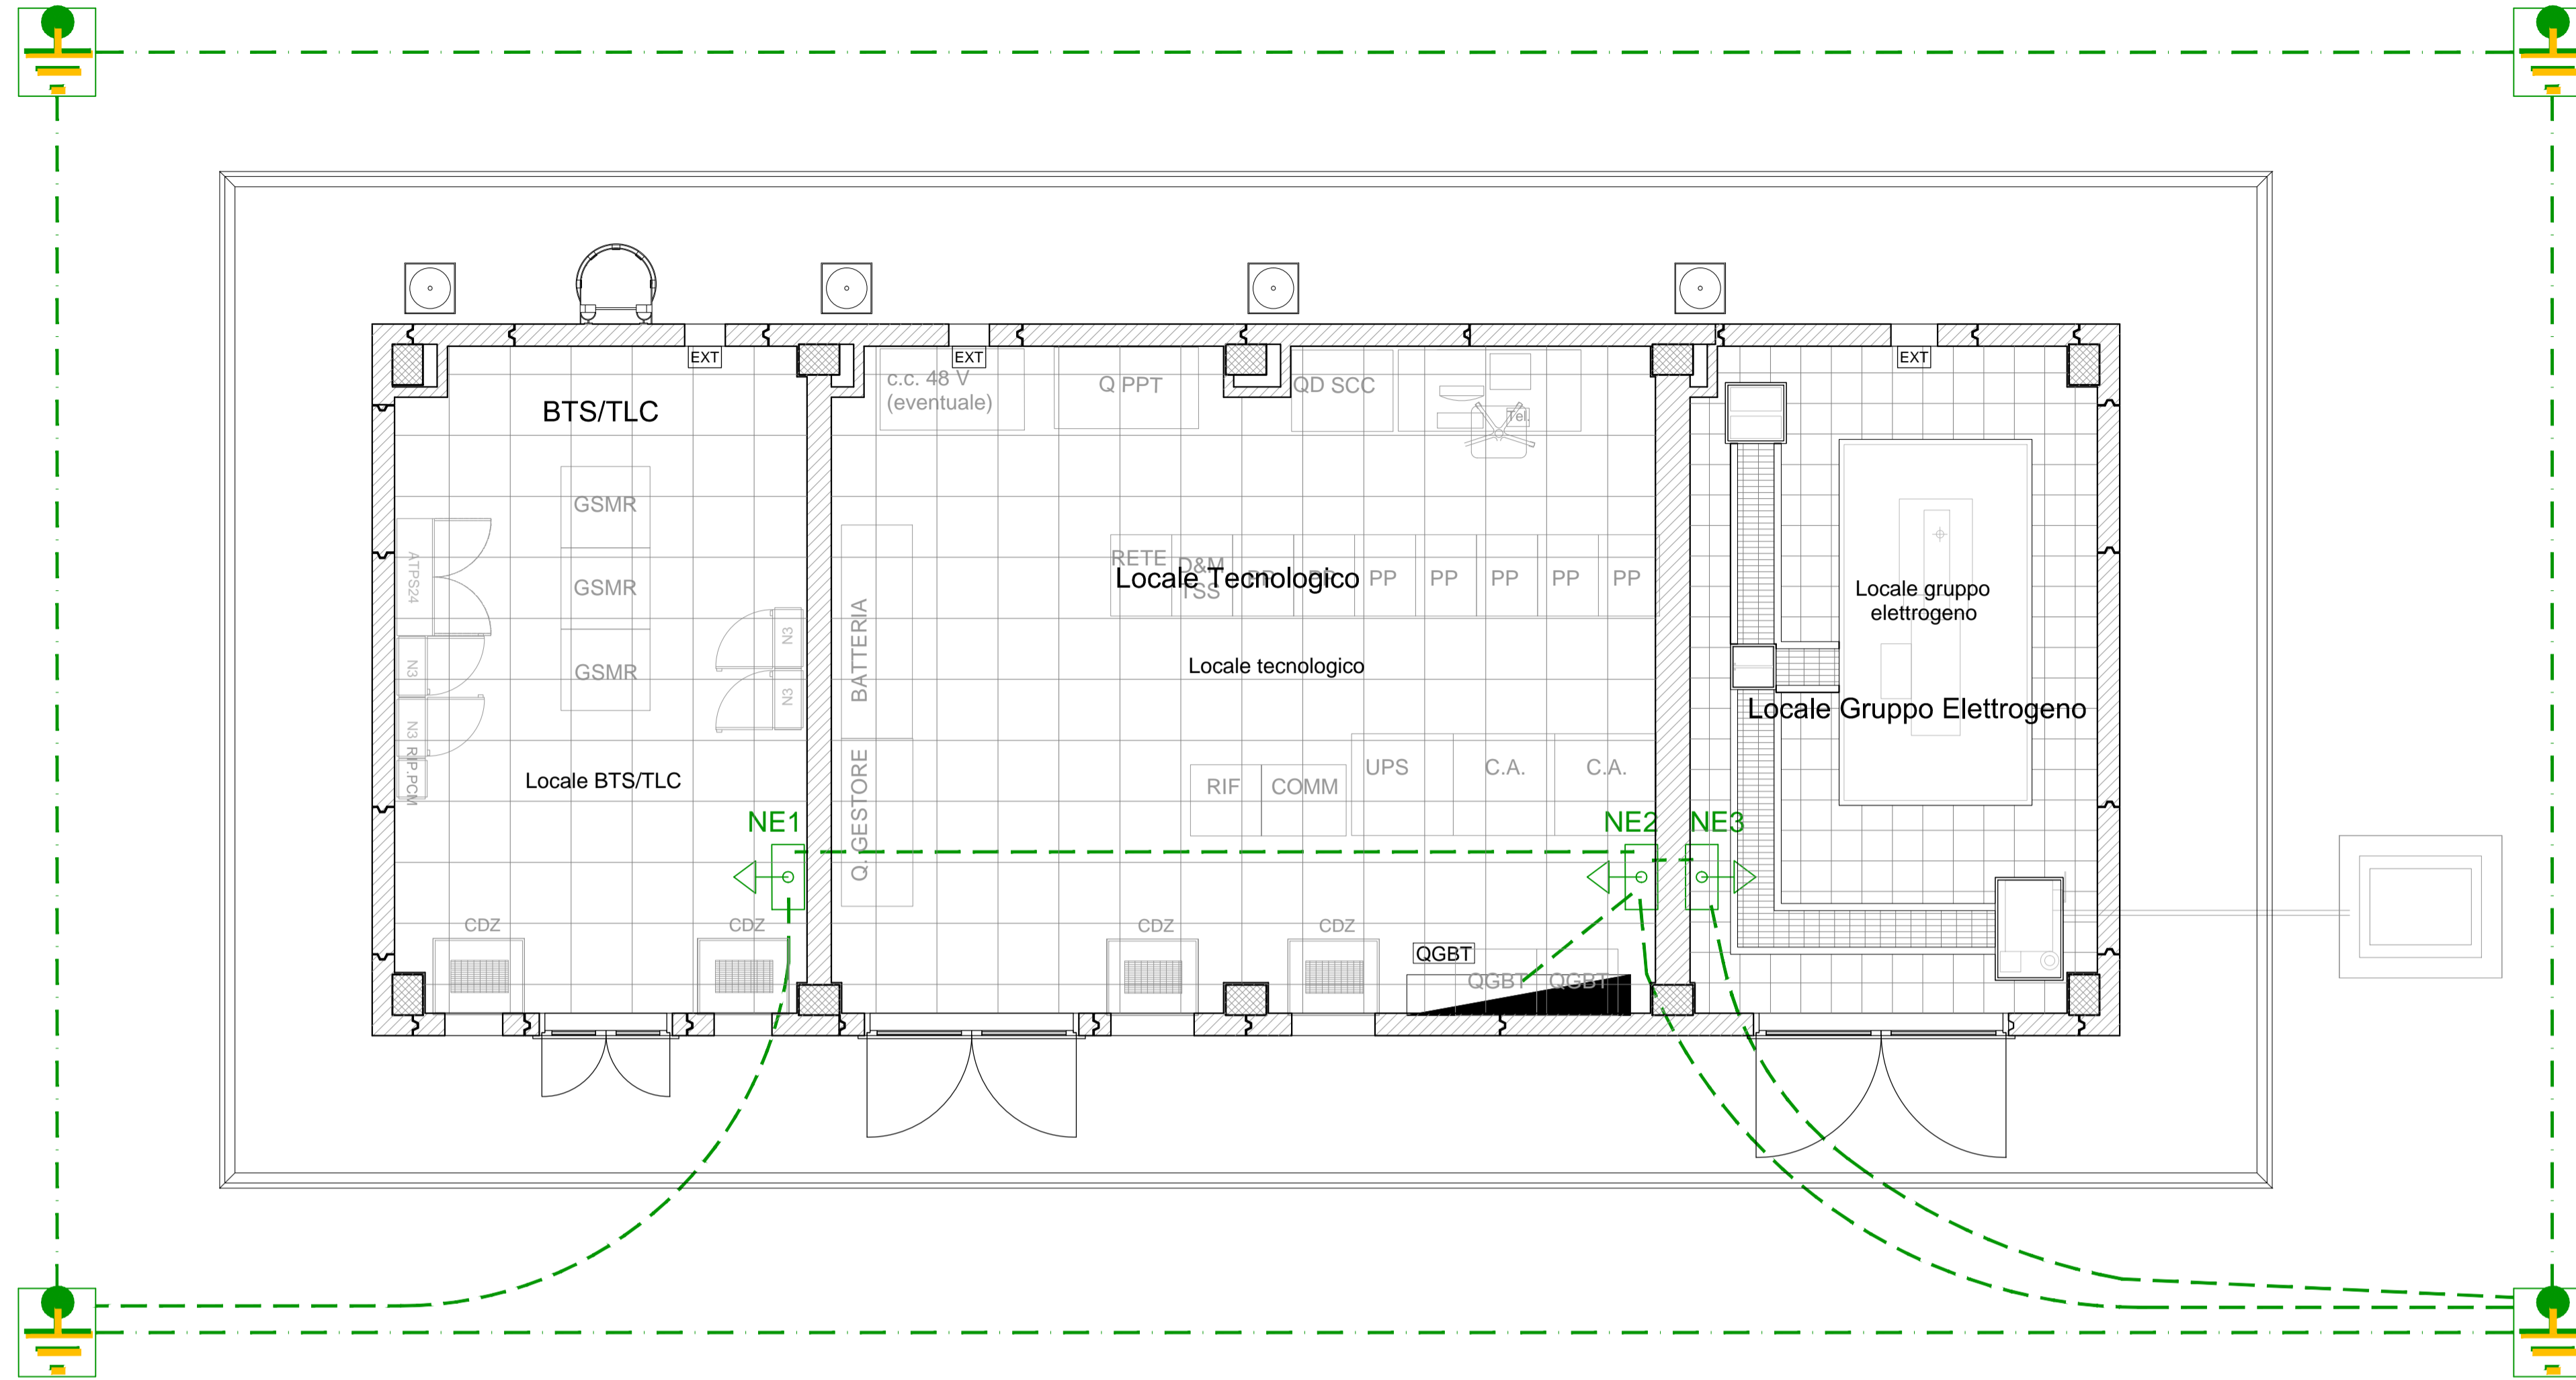 EXT
EXT
EXT
c.c. 48 V
(eventuale)
Q PPT
QD SCC
Tel.
BTS/TLC
GSMR
GSMR
GSMR
ATPS24
N3
N3
RIP.PCM
N3
N3
Locale BTS/TLC
NE1
CDZ
CDZ
RETE
D&M
TSS
PP
PP
PP
PP
PP
PP
PP
Locale Tecnologico
Locale tecnologico
BATTERIA
Q. GESTORE
RIF
COMM
UPS
C.A.
C.A.
NE2
NE3
CDZ
CDZ
QGBT
QGBT
QGBT
Locale gruppo
elettrogeno
Locale Gruppo Elettrogeno